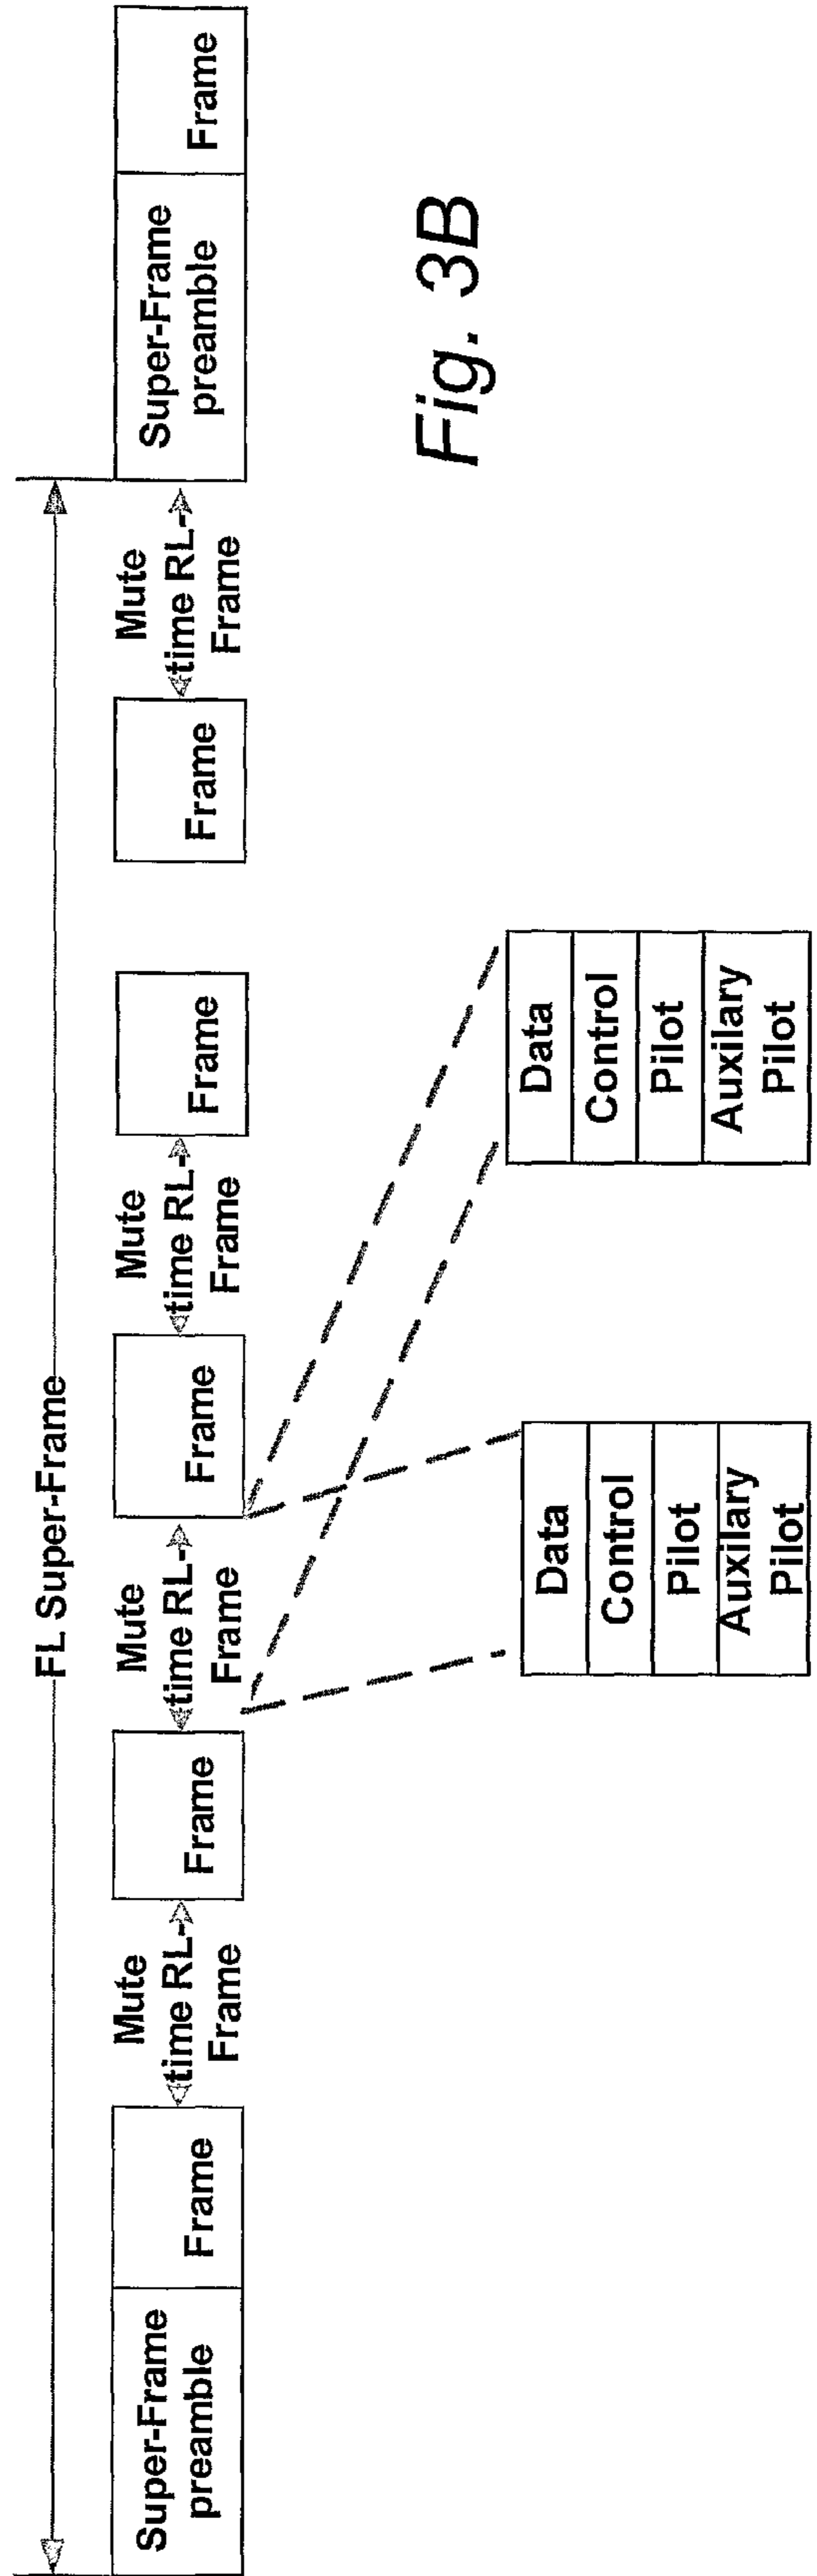 FL Super-Frame
Super-Frame
preamble
Frame
Mute
time RL-
Frame
Frame
Mute
time RL-
Frame
Frame
Mute
time RL-
Frame
Frame
Frame
Mute
time RL-
Frame
Super-Frame
preamble
Frame
Data
Control
Pilot
Auxilary
Pilot
Data
Control
Pilot
Auxilary
Pilot
Fig. 3B